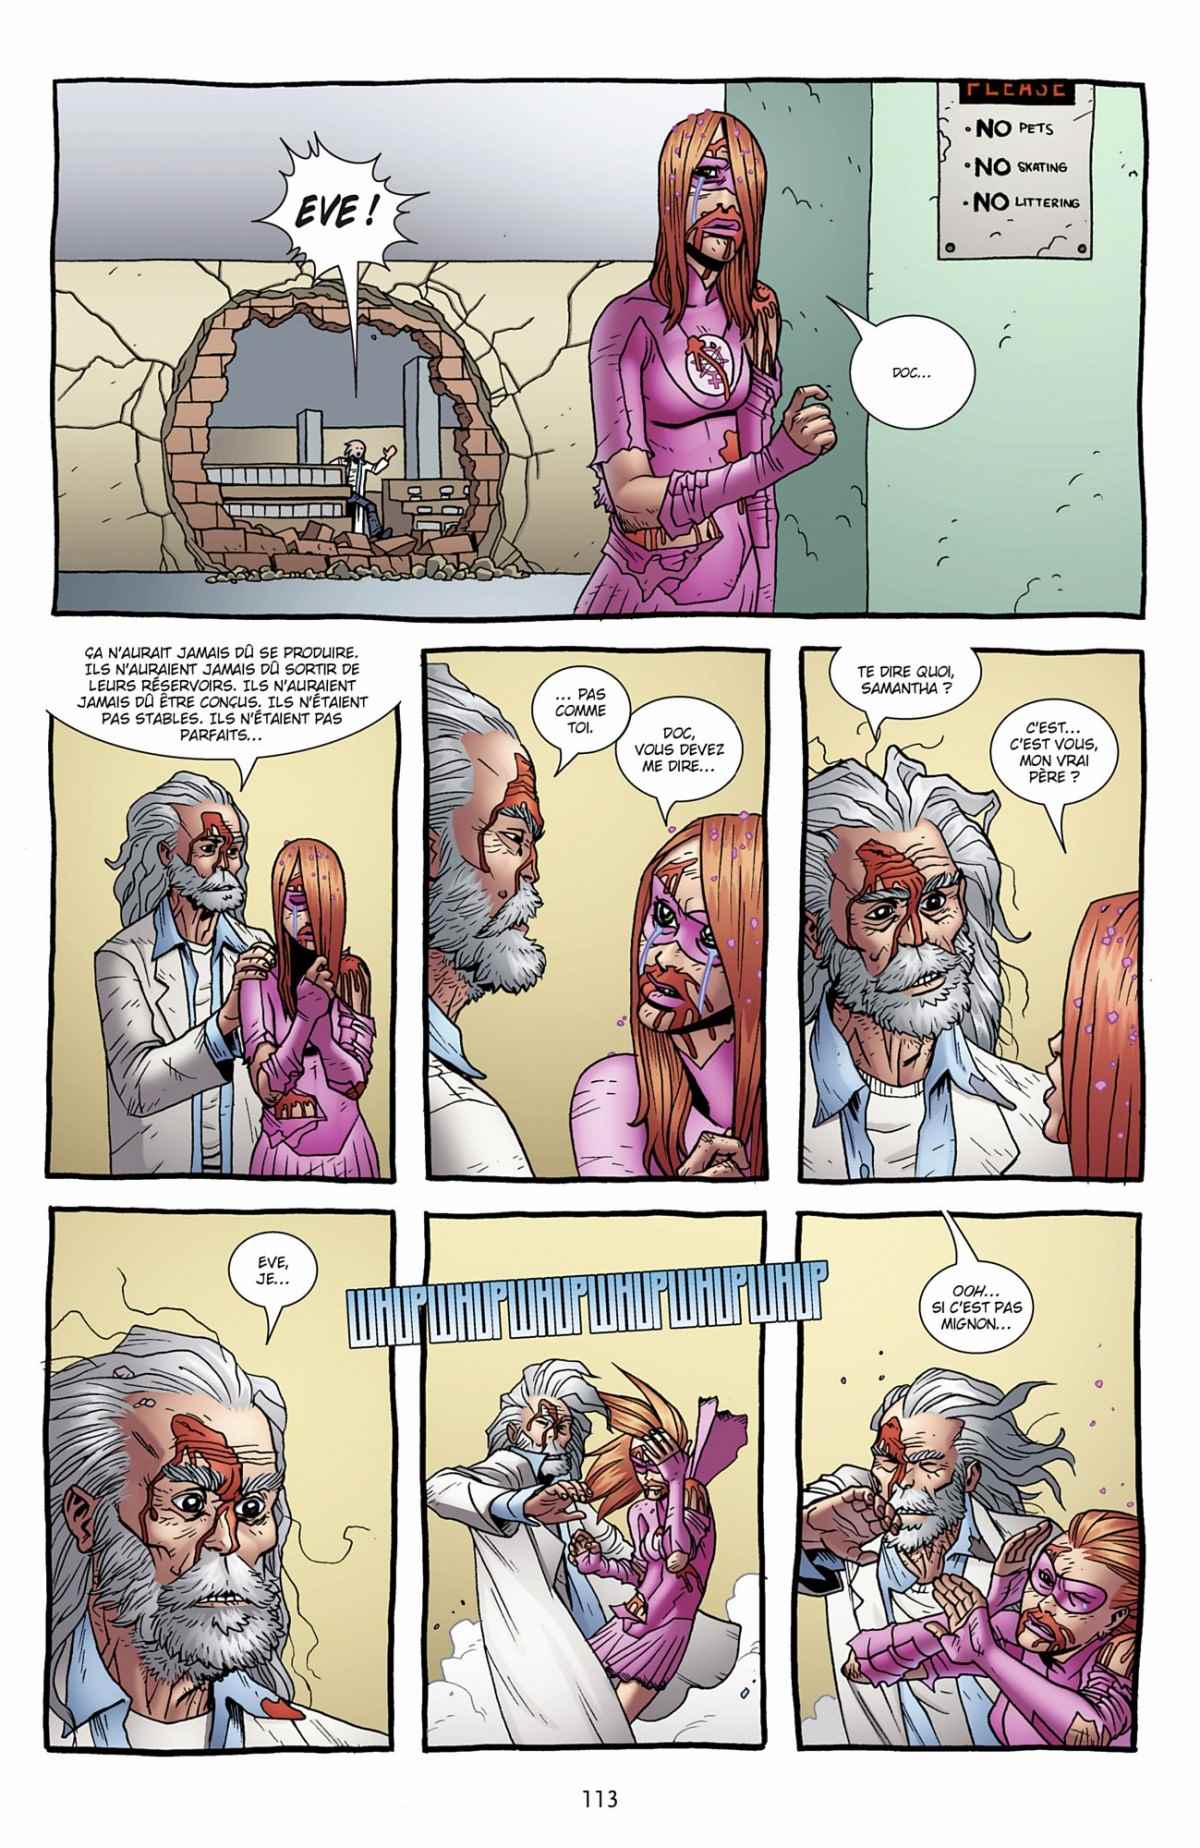 EVE !
PLEASE
• NO PETS
• NO SKATING
• NO LITTERING
DOC...
ÇA N'AURAIT JAMAIS DÛ SE PRODUIRE.
ILS N'AURAIENT JAMAIS DÛ SORTIR DE
LEURS RÉSERVOIRS. ILS N'AURAIENT
JAMAIS DÛ ÊTRE CONÇUS. ILS N'ÉTAIENT
PAS STABLES. ILS N'ÉTAIENT PAS
PARFAITS...
... PAS
COMME
TOI.
DOC,
VOUS DEVEZ
ME DIRE...
TE DIRE QUOI,
SAMANTHA ?
C'EST...
C'EST VOUS,
MON VRAI
PÈRE ?
EVE,
JE...
WHUPWHUPWHUPWHUPWHUPWHUP
OOH...
SI C'EST PAS
MIGNON...
113